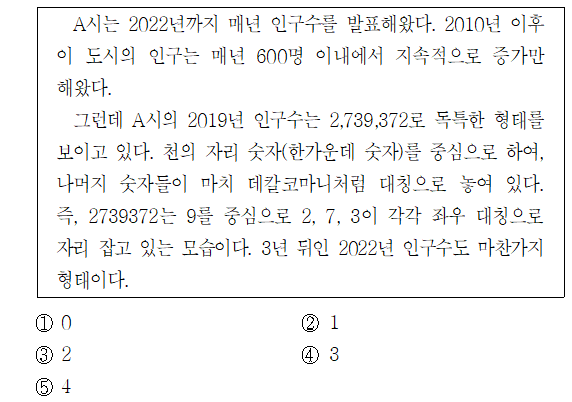 A시는 2022년까지 매년 인구수를 발표해왔다. 2010년 이후
이 도시의 인구는 매년 600명 이내에서 지속적으로 증가만
해왔다.
그런데 A시의 2019년 인구수는 2,739,372로 독특한 형태를
보이고 있다. 천의 자리 숫자(한가운데 숫자)를 중심으로 하여,
나머지 숫자들이 마치 데칼코마니처럼 대칭으로 놓여 있다.
즉, 2739372는 9를 중심으로 2, 7, 3이 각각 좌우 대칭으로
자리 잡고 있는 모습이다. 3년 뒤인 2022년 인구수도 마찬가지
형태이다.
① 0 ② 1
③ 2 ④ 3
⑤ 4